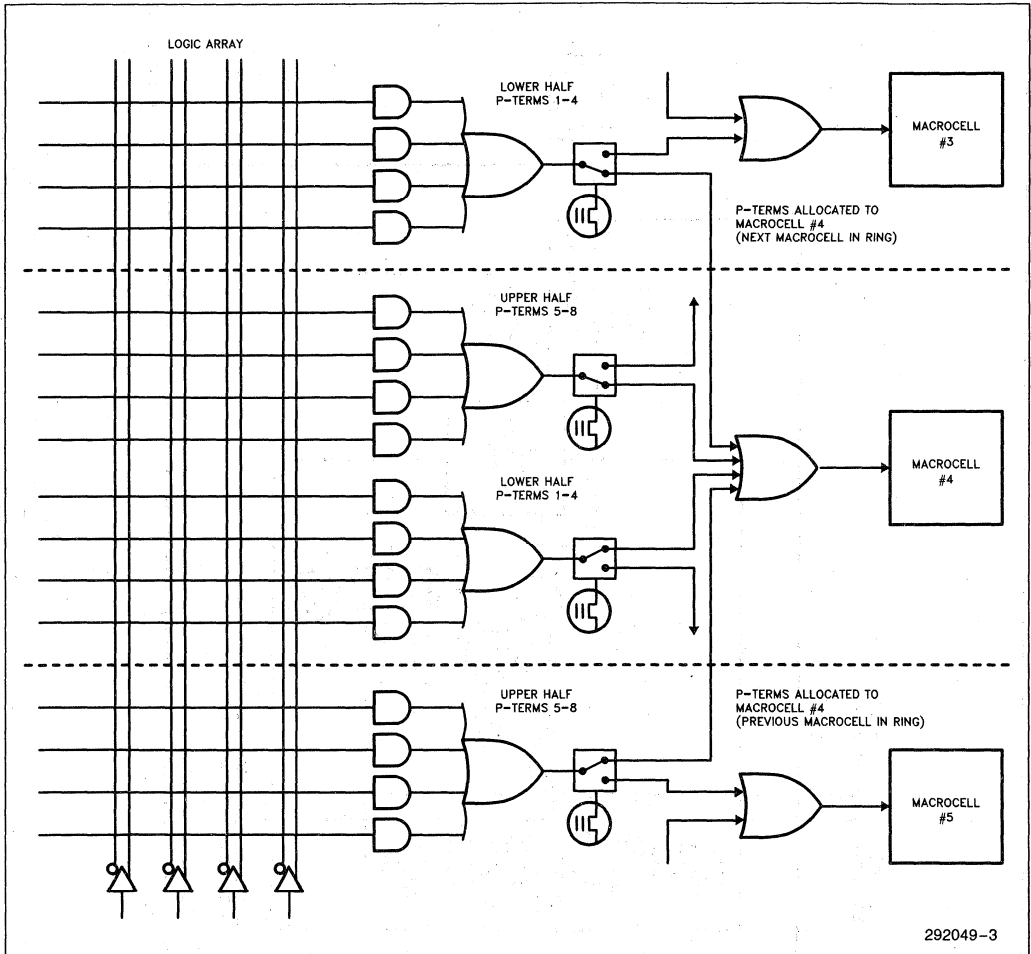 LOGIC ARRAY
LOWER HALF
P-TERMS 1-4
MACROCELL
#3
P-TERMS ALLOCATED TO
MACROCELL #4
(NEXT MACROCELL IN RING)
UPPER HALF
P-TERMS 5-8
MACROCELL
#4
LOWER HALF
P-TERMS 1-4
UPPER HALF
P-TERMS 5-8
P-TERMS ALLOCATED TO
MACROCELL #4
(PREVIOUS MACROCELL IN RING)
MACROCELL
#5
292049-3